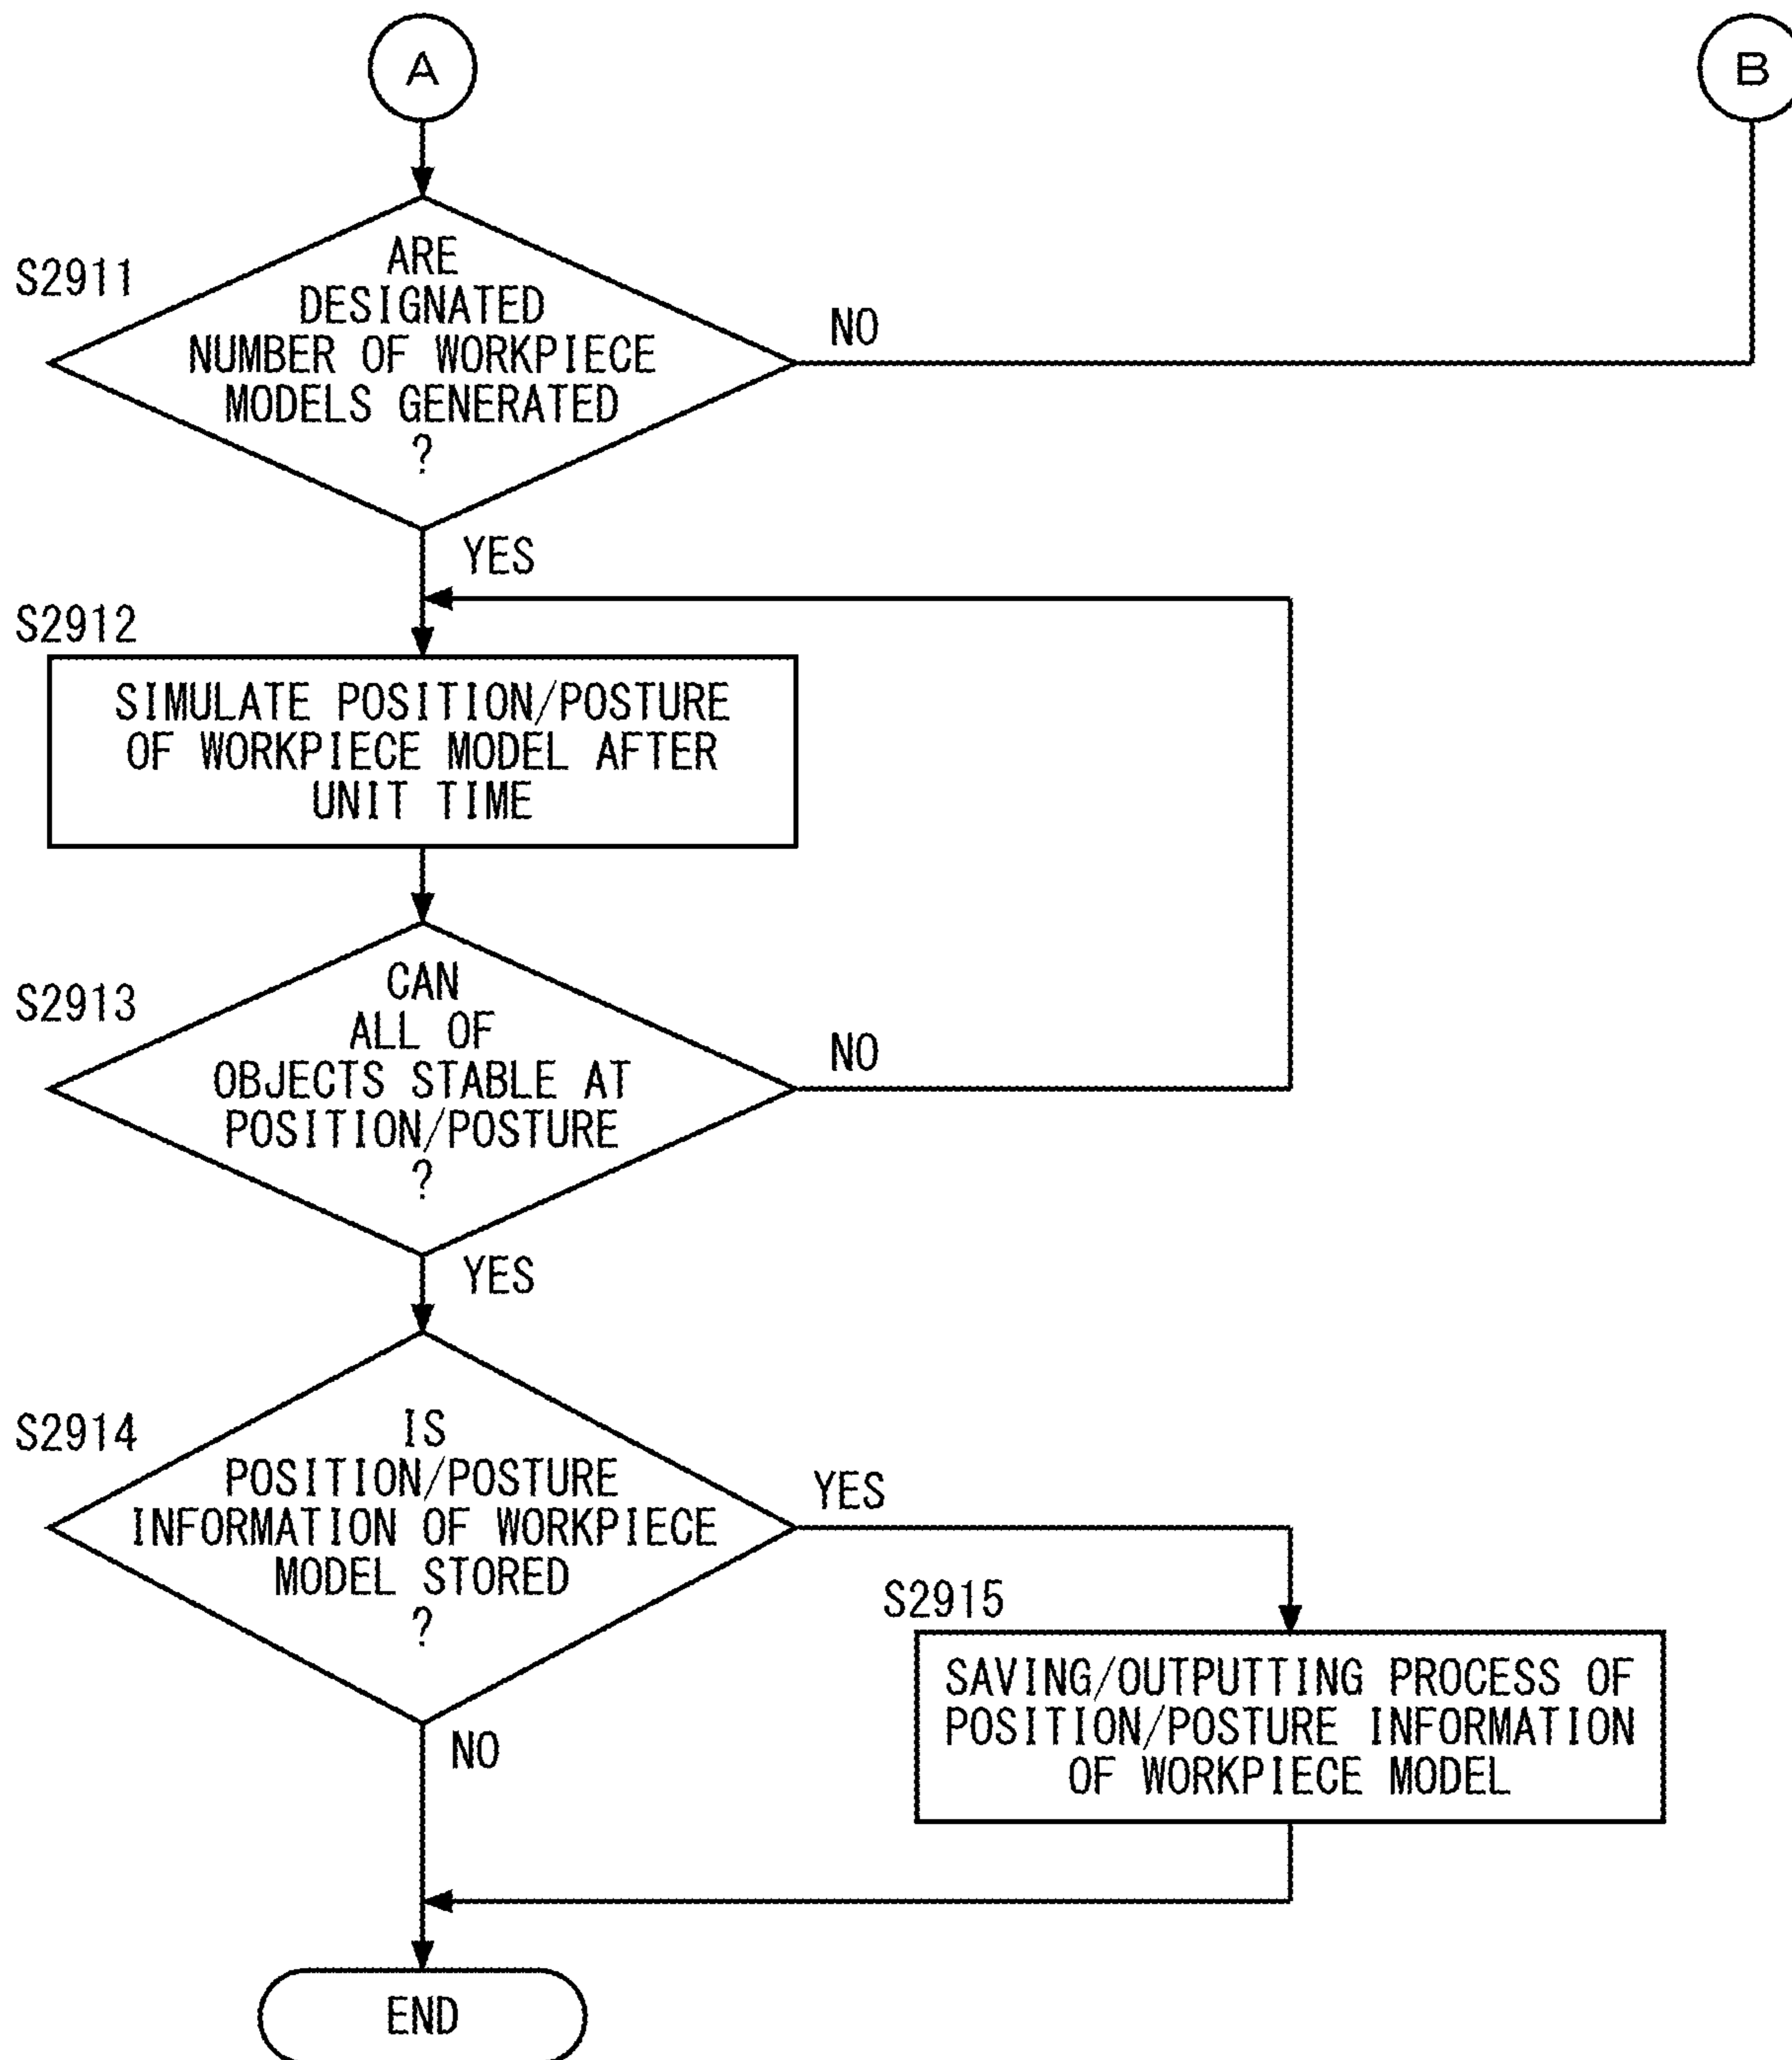 A
B
S2911
ARE
DESIGNATED
NUMBER OF WORKPIECE
MODELS GENERATED
?
NO
YES
S2912
SIMULATE POSITION/POSTURE
OF WORKPIECE MODEL AFTER
UNIT TIME
S2913
CAN
ALL OF
OBJECTS STABLE AT
POSITION/POSTURE
?
NO
YES
S2914
IS
POSITION/POSTURE
INFORMATION OF WORKPIECE
MODEL STORED
?
YES
NO
S2915
SAVING/OUTPUTTING PROCESS OF
POSITION/POSTURE INFORMATION
OF WORKPIECE MODEL
END